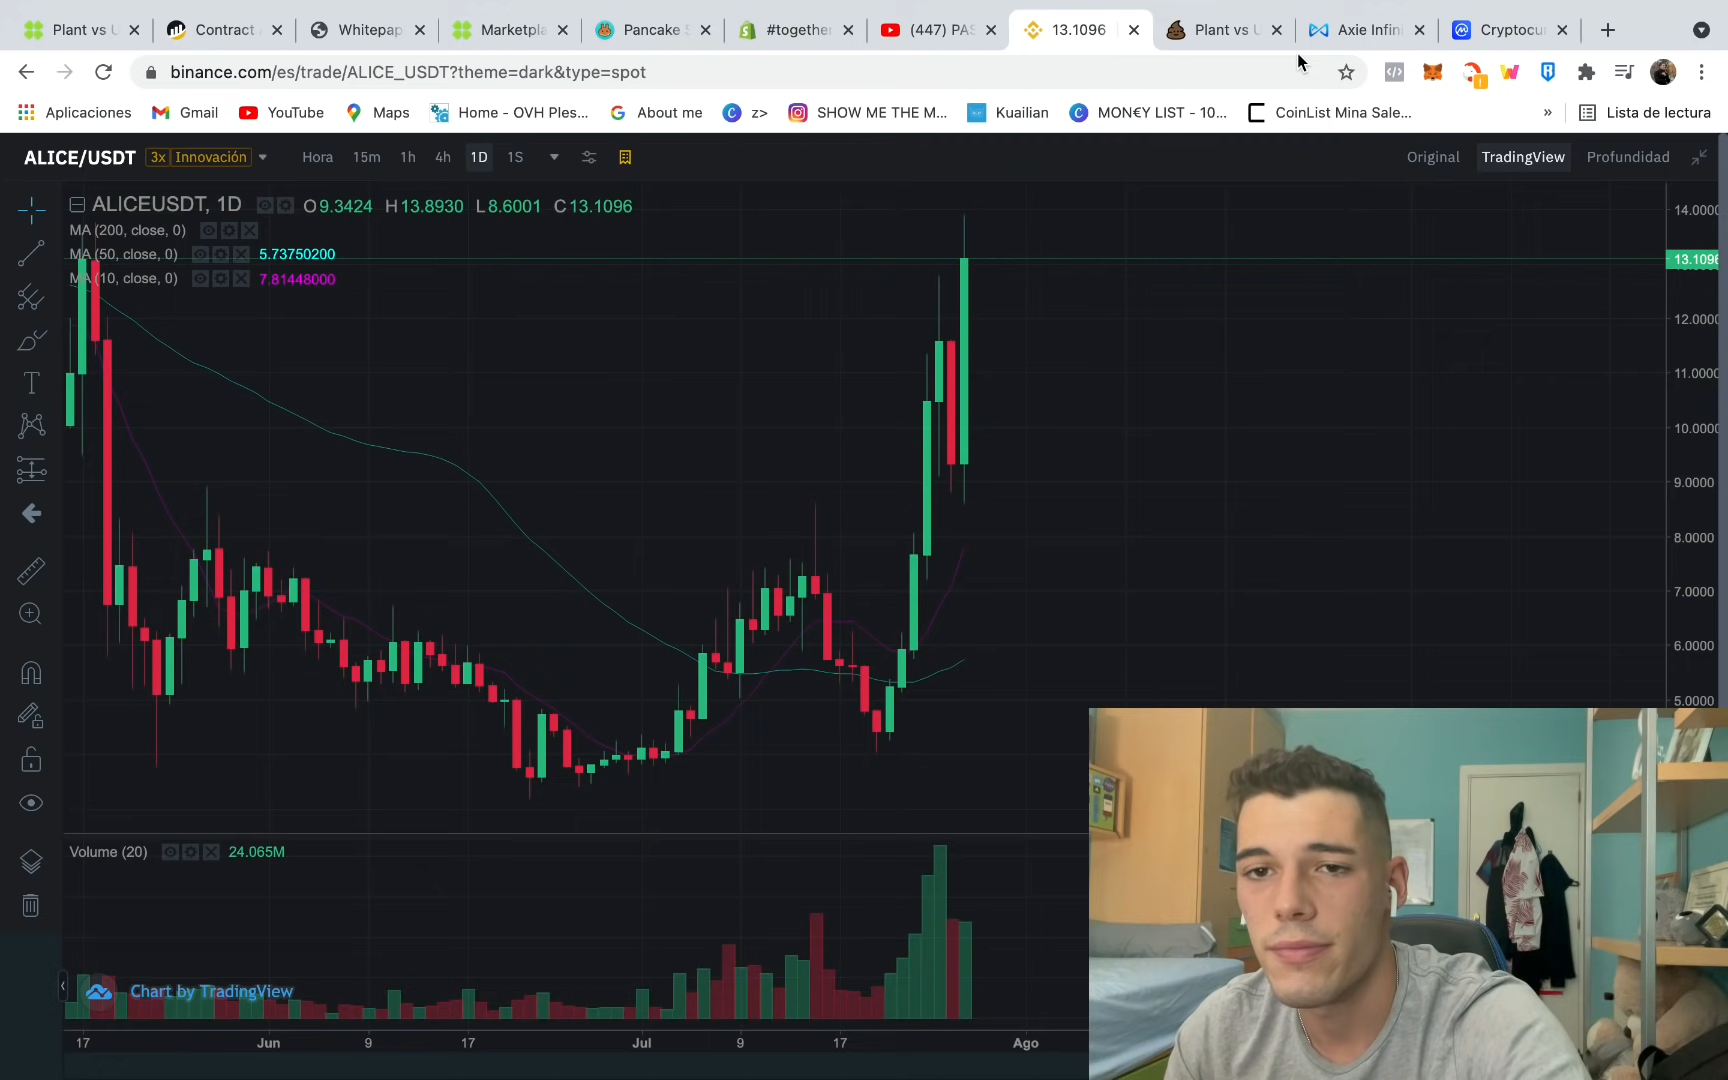 Plant vs U
Contract A
Whitepap
Marketpla
Pancake S
#together
(447) PAS
13.1096
Plant vs U
Axie Infini
Cryptocur
binance.com/es/trade/ALICE_USDT?theme=dark&type=spot
Aplicaciones
Gmail
YouTube
Maps
Home - OVH Ples...
About me
z>
SHOW ME THE M...
Kuailian
MON€Y LIST - 10...
CoinList Mina Sale...
»
Lista de lectura
ALICE/USDT
3x
Innovación
Hora
15m
1h
4h
1D
1S
Original
TradingView
Profundidad
ALICEUSDT, 1D
O9.3424 H13.8930 L8.6001 C13.1096
MA (200, close, 0)
MA (50, close, 0) 5.73750200
MA (10, close, 0) 7.81448000
14.0000
13.1096
12.0000
11.0000
10.0000
9.0000
8.0000
7.0000
6.0000
5.0000
Volume (20) 24.065M
Chart by TradingView
17
Jun
9
17
Jul
9
17
Ago